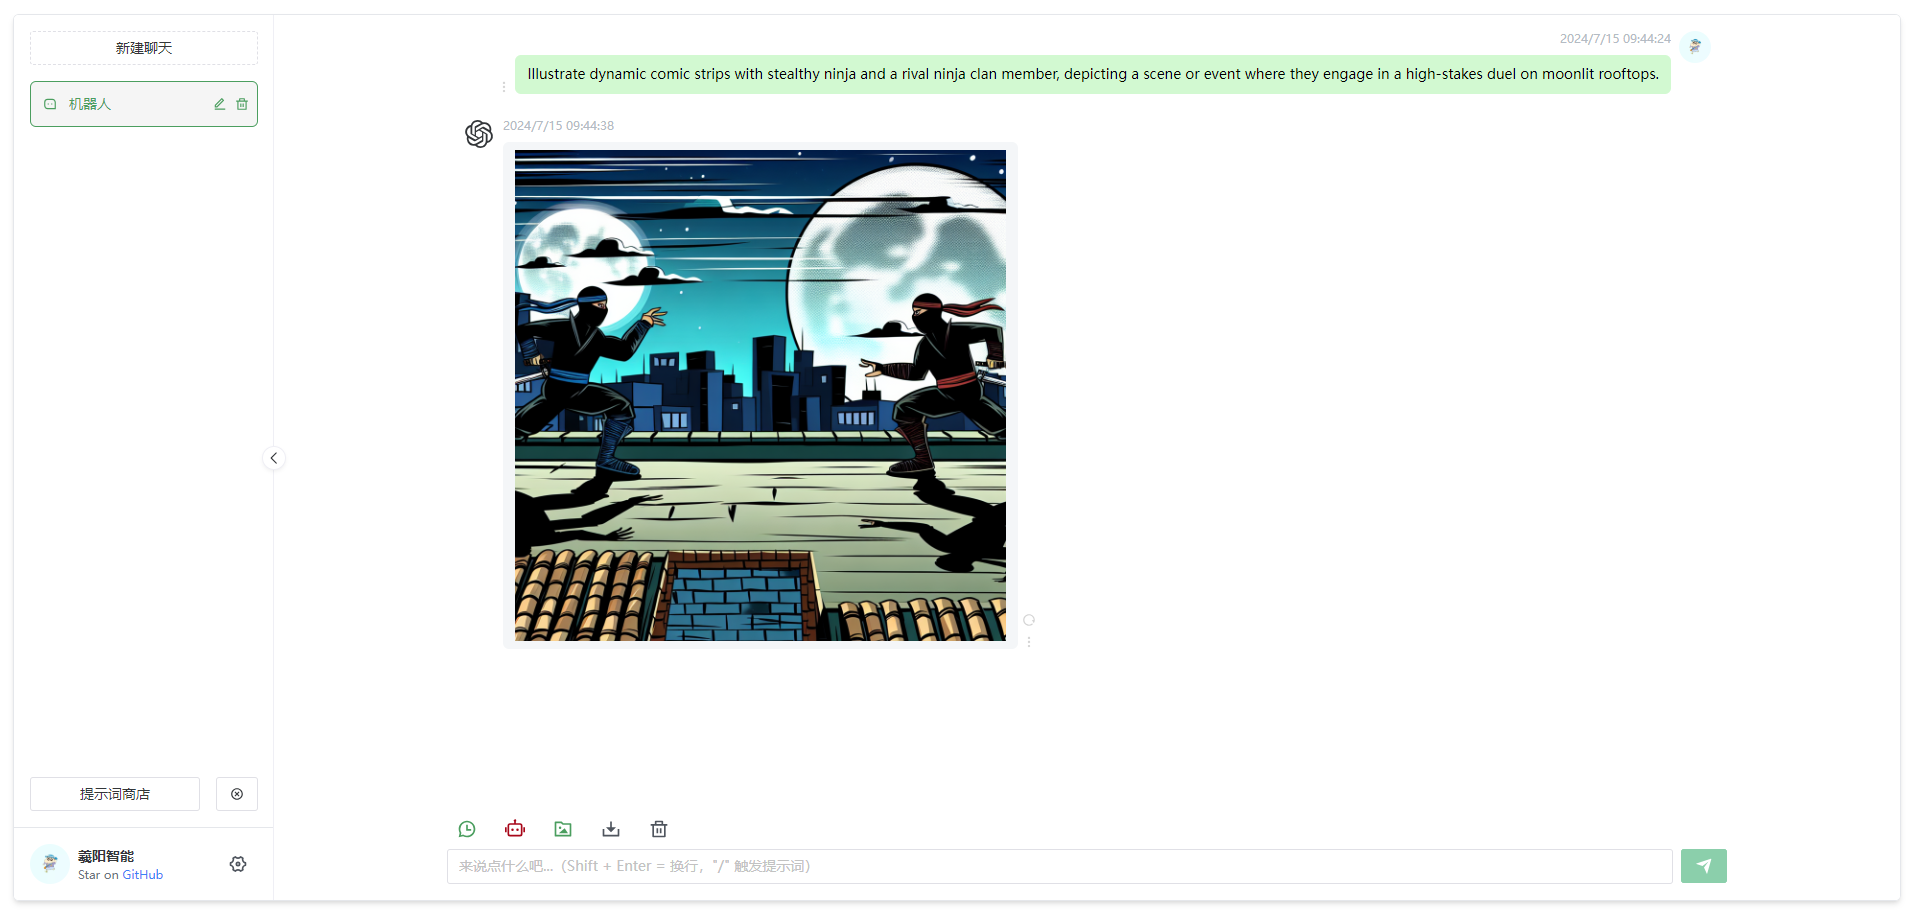 新建聊天
机器人
提示词商店
義阳智能
Star on GitHub
2024/7/15 09:44:24
Illustrate dynamic comic strips with stealthy ninja and a rival ninja clan member, depicting a scene or event where they engage in a high-stakes duel on moonlit rooftops.
2024/7/15 09:44:38
来说点什么吧...（Shift + Enter = 换行，"/" 触发提示词）